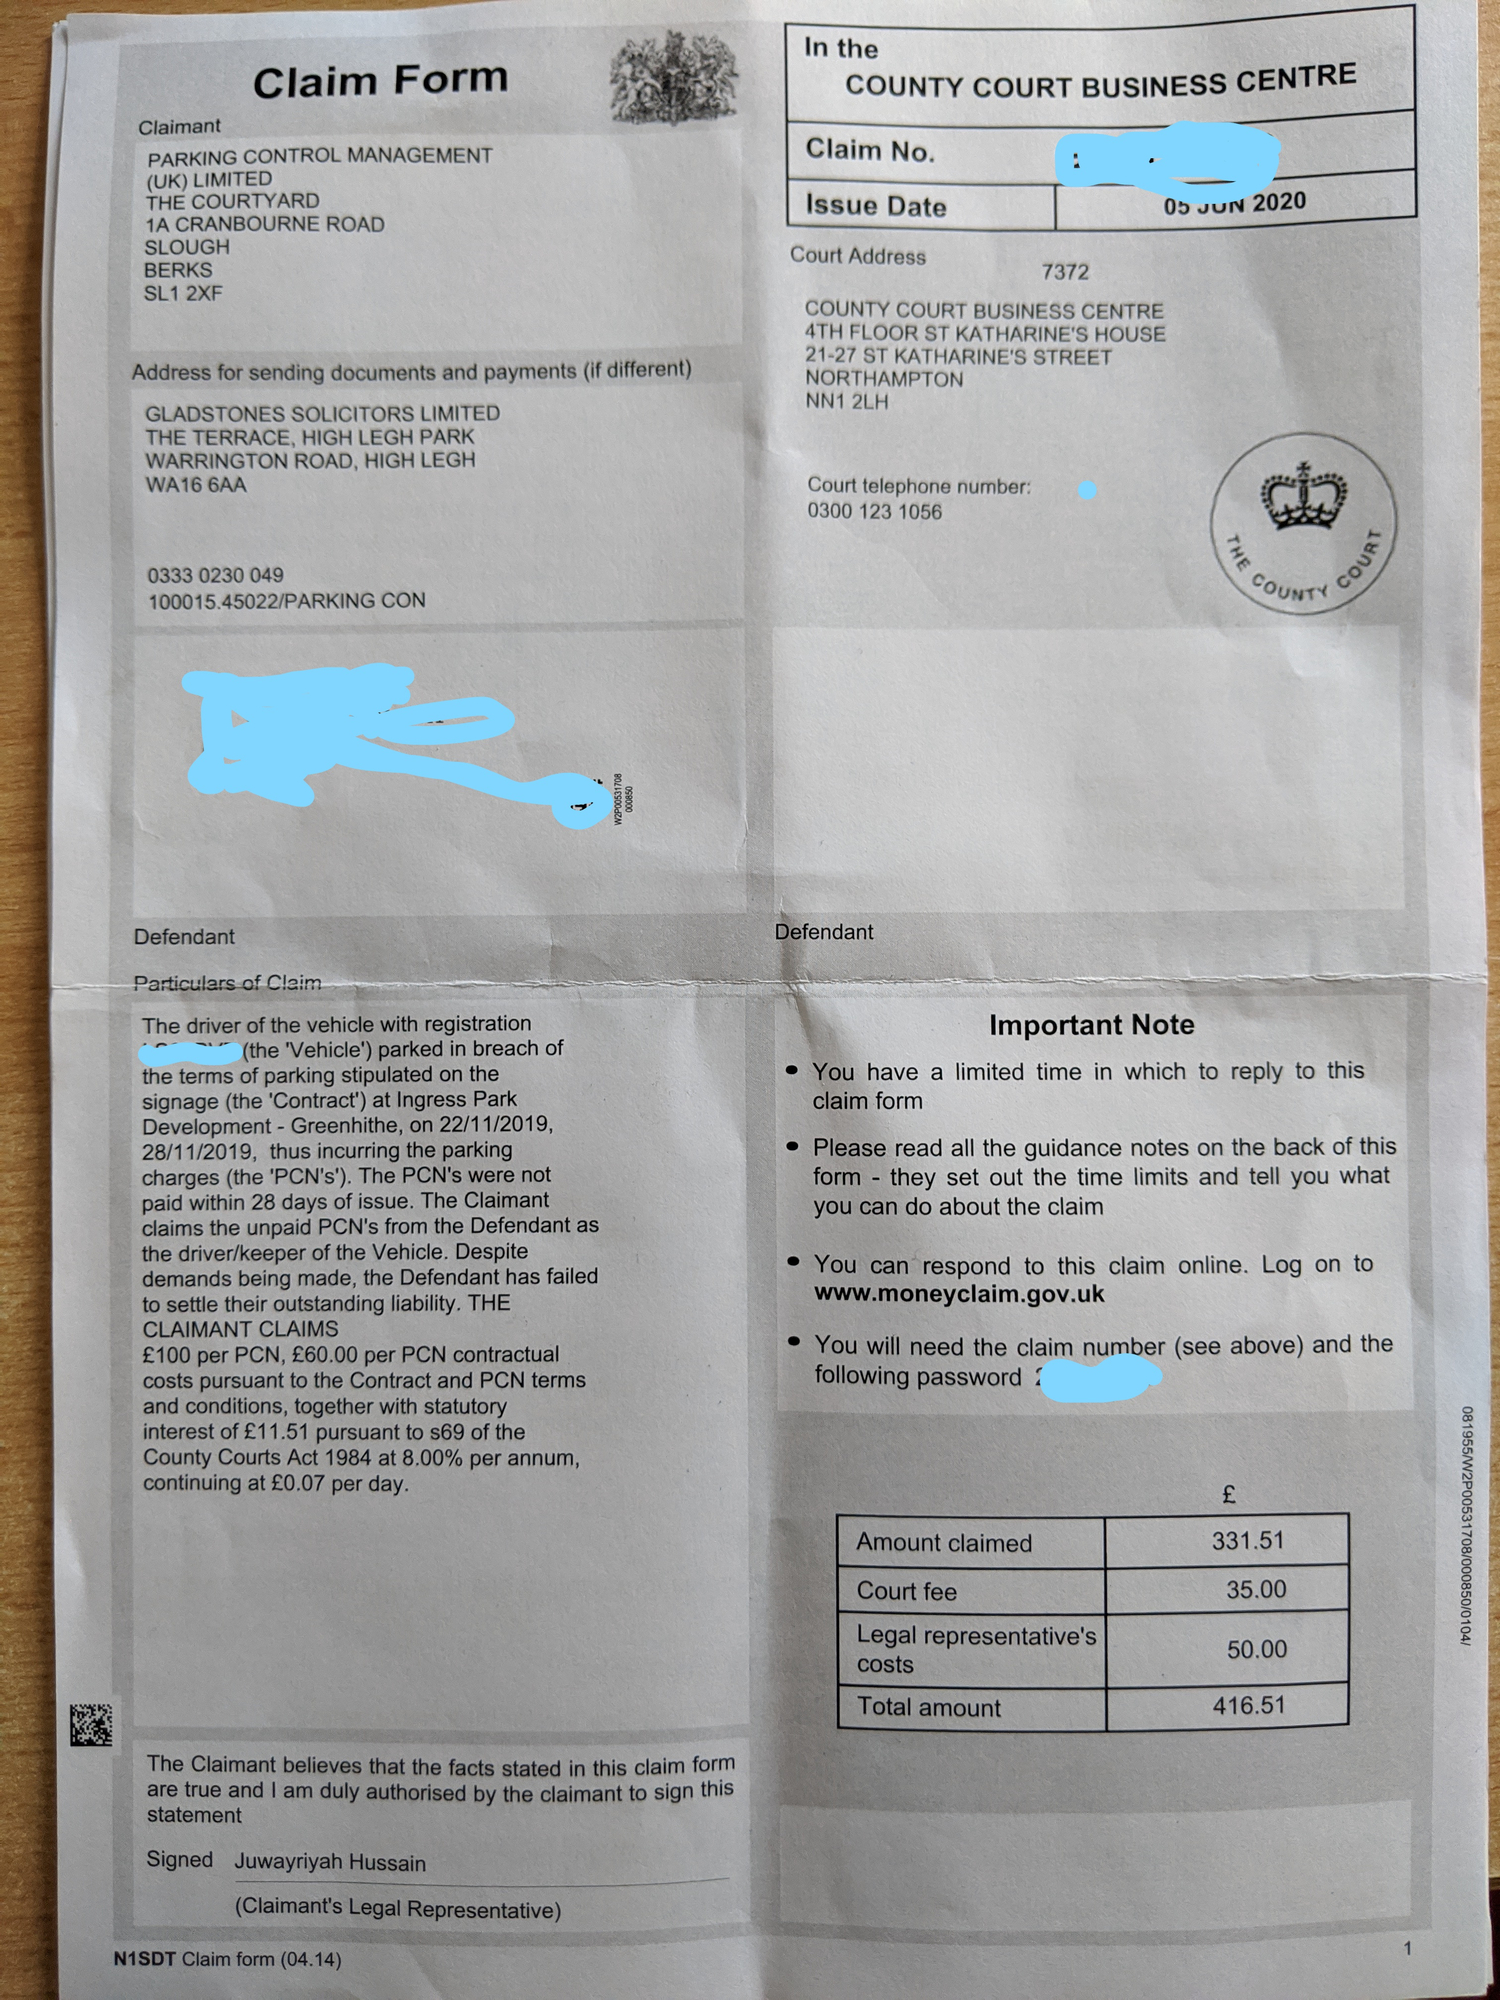 Claim Form
In the
COUNTY COURT BUSINESS CENTRE
Claim No.
Issue Date
05 JUN 2020
Claimant
PARKING CONTROL MANAGEMENT
(UK) LIMITED
THE COURTYARD
1A CRANBOURNE ROAD
SLOUGH
BERKS
SL1 2XF
Address for sending documents and payments (if different)
GLADSTONES SOLICITORS LIMITED
THE TERRACE, HIGH LEGH PARK
WARRINGTON ROAD, HIGH LEGH
WA16 6AA
0333 0230 049
100015.45022/PARKING CON
Court Address
7372
COUNTY COURT BUSINESS CENTRE
4TH FLOOR ST KATHARINE'S HOUSE
21-27 ST KATHARINE'S STREET
NORTHAMPTON
NN1 2LH
Court telephone number:
0300 123 1056
THE COUNTY COURT
W2P00531708
000850
Defendant
Defendant
Particulars of Claim
The driver of the vehicle with registration
(the 'Vehicle') parked in breach of
the terms of parking stipulated on the
signage (the 'Contract') at Ingress Park
Development - Greenhithe, on 22/11/2019,
28/11/2019, thus incurring the parking
charges (the 'PCN's'). The PCN's were not
paid within 28 days of issue. The Claimant
claims the unpaid PCN's from the Defendant as
the driver/keeper of the Vehicle. Despite
demands being made, the Defendant has failed
to settle their outstanding liability. THE
CLAIMANT CLAIMS
£100 per PCN, £60.00 per PCN contractual
costs pursuant to the Contract and PCN terms
and conditions, together with statutory
interest of £11.51 pursuant to s69 of the
County Courts Act 1984 at 8.00% per annum,
continuing at £0.07 per day.
Important Note
• You have a limited time in which to reply to this
claim form
• Please read all the guidance notes on the back of this
form - they set out the time limits and tell you what
you can do about the claim
• You can respond to this claim online. Log on to
www.moneyclaim.gov.uk
• You will need the claim number (see above) and the
following password
£
Amount claimed 331.51
Court fee 35.00
Legal representative's
costs 50.00
Total amount 416.51
081955/W2P00531708/000850/0104/
The Claimant believes that the facts stated in this claim form
are true and I am duly authorised by the claimant to sign this
statement
Signed Juwayriyah Hussain
(Claimant's Legal Representative)
N1SDT Claim form (04.14)
1